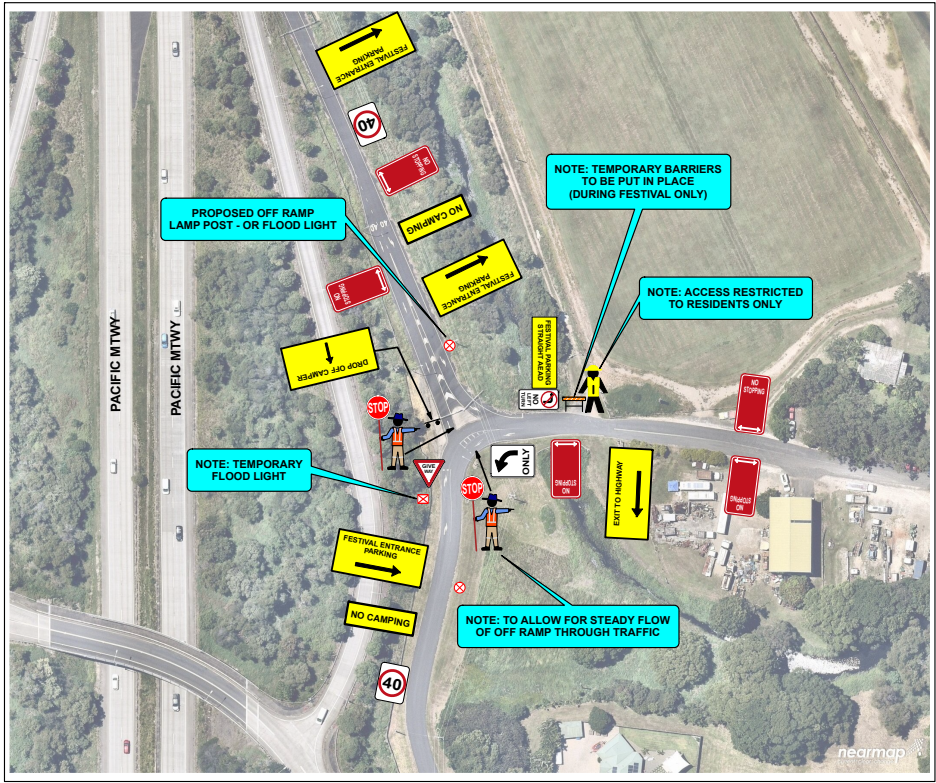 FESTIVAL ENTRANCE
PARKING
40
NO
STOPPING
NOTE: TEMPORARY BARRIERS
TO BE PUT IN PLACE
(DURING FESTIVAL ONLY)
PROPOSED OFF RAMP
LAMP POST - OR FLOOD LIGHT
NO CAMPING
40
FESTIVAL ENTRANCE
PARKING
NO
STOPPING
NOTE: ACCESS RESTRICTED
TO RESIDENTS ONLY
PACIFIC MTWY
PACIFIC MTWY
FESTIVAL PARKING
STRAIGHT AEAD
DROP OFF CAMPER
NO
LEFT
TURN
NO
STOPPING
STOP
GIVE
WAY
ONLY
NOTE: TEMPORARY
FLOOD LIGHT
STOP
NO
STOPPING
EXIT TO HIGHWAY
NO
STOPPING
FESTIVAL ENTRANCE
PARKING
NO CAMPING
NOTE: TO ALLOW FOR STEADY FLOW
OF OFF RAMP THROUGH TRAFFIC
40
nearmap